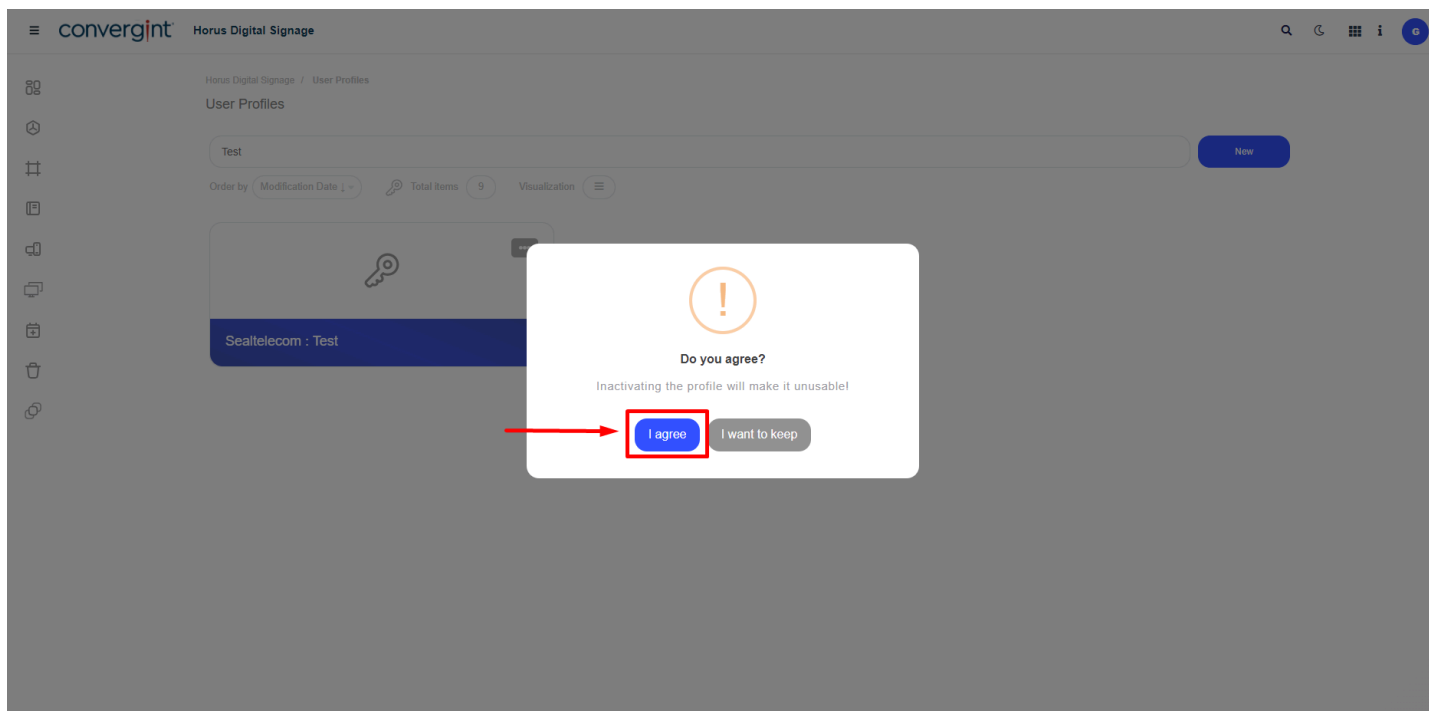 convergint Horus Digital Signage i G
Horus Digital Signage / User Profiles
User Profiles
Test New
Order by Modification Date ↓ Total Items 9 Visualization
Sealtelecom : Test
!
Do you agree?
Inactivating the profile will make it unusable!
I agree I want to keep